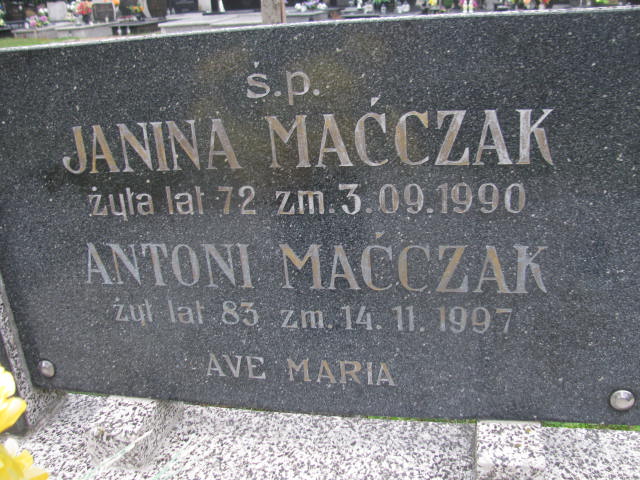 ś.p.
JANINA MAĆCZAK
żyła lat 72 zm. 3.09.1990
ANTONI MAĆCZAK
żył lat 83 zm. 14.11.1997
AVE MARIA